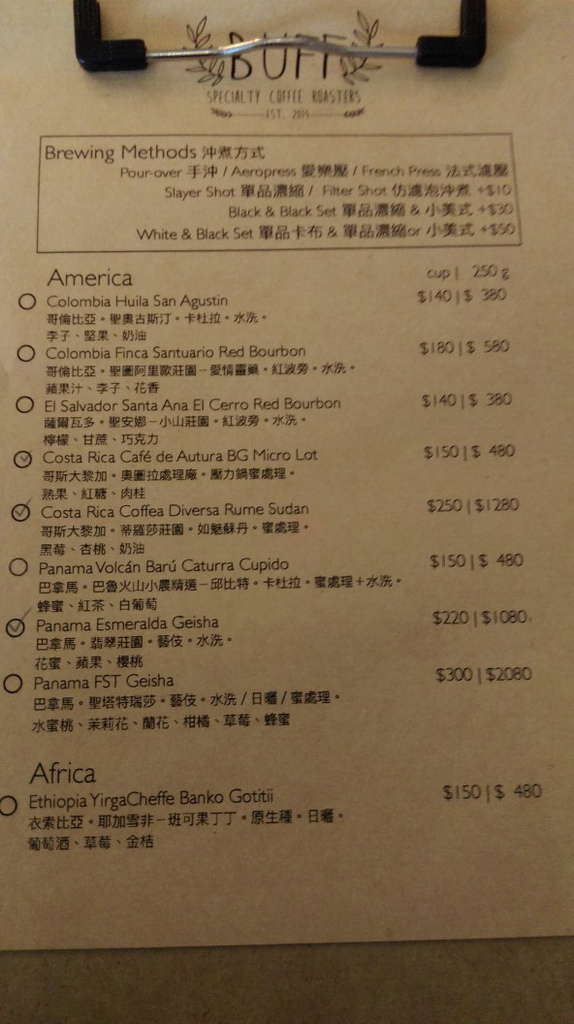 BUFF
SPECIALTY COFFEE ROASTERS
EST. 2015
Brewing Methods 沖煮方式
Pour-over 手沖 / Aeropress 愛樂壓 / French Press 法式濾壓
Slayer Shot 單品濃縮 / Filter Shot 仿濾泡沖煮 +$10
Black & Black Set 單品濃縮 & 小美式 +$30
White & Black Set 單品卡布 & 單品濃縮or 小美式 +$50
America cup | 250 g
Colombia Huila San Agustin $140 | $ 380
哥倫比亞。聖奧古斯汀。卡杜拉。水洗。
李子、堅果、奶油
Colombia Finca Santuario Red Bourbon $180 | $ 580
哥倫比亞。聖圖阿里歐莊園－愛情靈藥。紅波旁。水洗。
蘋果汁、李子、花香
El Salvador Santa Ana El Cerro Red Bourbon $140 | $ 380
薩爾瓦多。聖安娜－小山莊園。紅波旁。水洗。
檸檬、甘蔗、巧克力
Costa Rica Café de Autura BG Micro Lot $150 | $ 480
哥斯大黎加。奧圖拉處理廠。壓力鍋蜜處理。
熟果、紅糖、肉桂
Costa Rica Coffea Diversa Rume Sudan $250 | $1280
哥斯大黎加。蒂羅莎莊園。如魅蘇丹。蜜處理。
黑莓、杏桃、奶油
Panama Volcán Barú Caturra Cupido $150 | $ 480
巴拿馬。巴魯火山小農精選－邱比特。卡杜拉。蜜處理＋水洗。
蜂蜜、紅茶、白葡萄
Panama Esmeralda Geisha $220 | $1080
巴拿馬。翡翠莊園。藝伎。水洗。
花蜜、蘋果、櫻桃
Panama FST Geisha $300 | $2080
巴拿馬。聖塔特瑞莎。藝伎。水洗 / 日曬 / 蜜處理。
水蜜桃、茉莉花、蘭花、柑橘、草莓、蜂蜜
Africa
Ethiopia YirgaCheffe Banko Gotitii $150 | $ 480
衣索比亞。耶加雪非－班可果丁丁。原生種。日曬。
葡萄酒、草莓、金桔